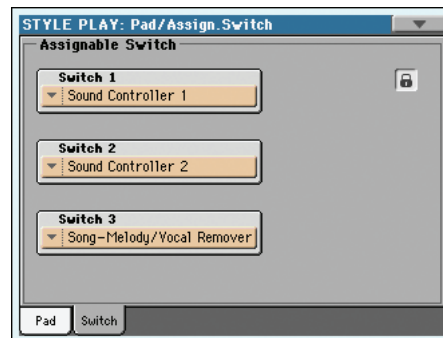 STYLE PLAY: Pad/Assign.Switch
Assignable Switch
Switch 1
Sound Controller 1
Switch 2
Sound Controller 2
Switch 3
Song-Melody/Vocal Remover
Pad Switch